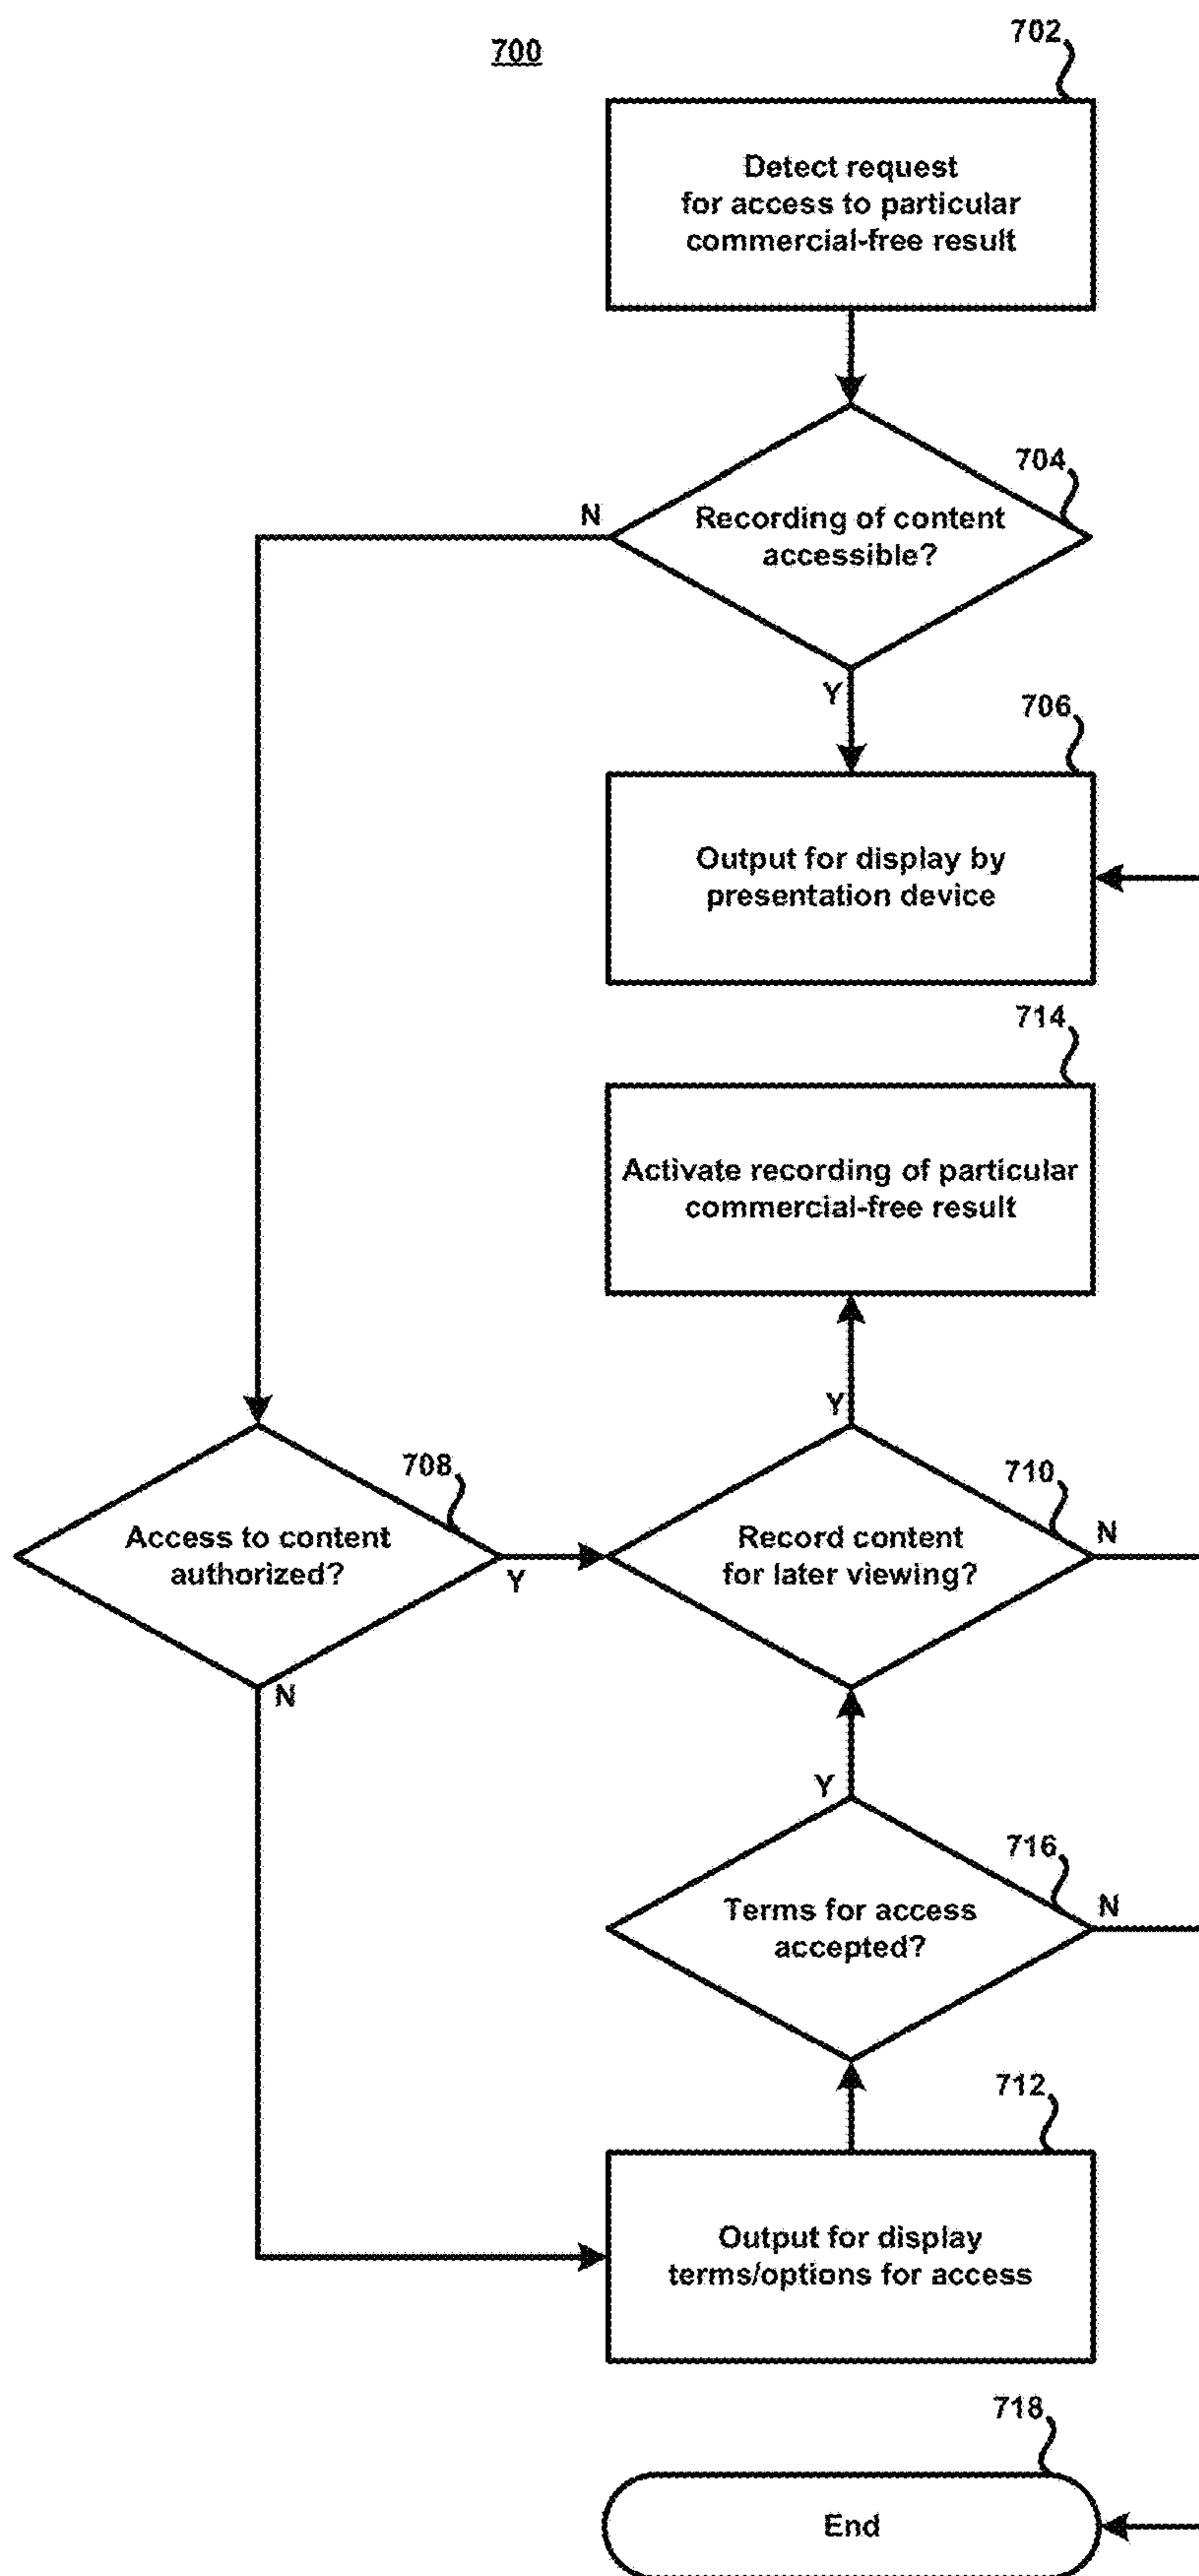 700
702
Detect request
for access to particular
commercial-free result
704
N
Recording of content
accessible?
Y
706
Output for display by
presentation device
714
Activate recording of particular
commercial-free result
Y
708
710
Access to content
authorized?
Y
Record content
for later viewing?
N
N
Y
716
Terms for access
accepted?
N
712
Output for display
terms/options for access
718
End